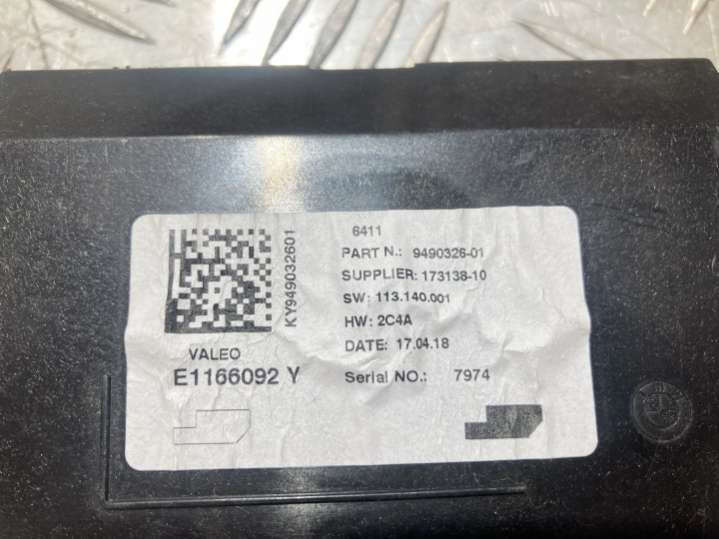 6411
PART N.: 9490326-01
SUPPLIER: 173138-10
SW: 113.140.001
HW: 2C4A
DATE: 17.04.18
Serial NO.: 7974
KY949032601
VALEO
E1166092 Y